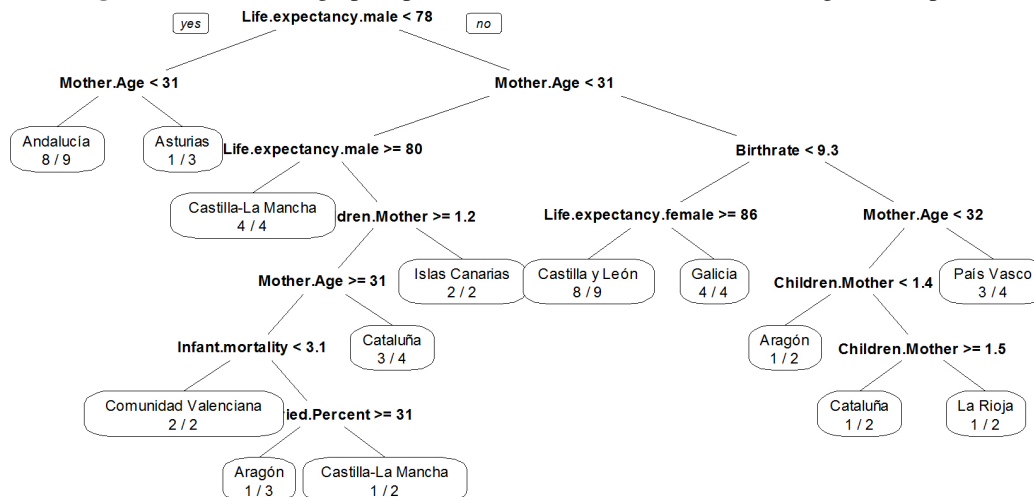 Life.expectancy.male < 78
yes
no
Mother.Age < 31
Mother.Age < 31
Andalucía
8 / 9
Asturias
1 / 3
Life.expectancy.male >= 80
Birthrate < 9.3
Castilla-La Mancha
4 / 4
dren.Mother >= 1.2
Life.expectancy.female >= 86
Mother.Age < 32
Mother.Age >= 31
Islas Canarias
2 / 2
Castilla y León
8 / 9
Galicia
4 / 4
Children.Mother < 1.4
País Vasco
3 / 4
Infant.mortality < 3.1
Cataluña
3 / 4
Aragón
1 / 2
Children.Mother >= 1.5
Comunidad Valenciana
2 / 2
ried.Percent >= 31
Cataluña
1 / 2
La Rioja
1 / 2
Aragón
1 / 3
Castilla-La Mancha
1 / 2